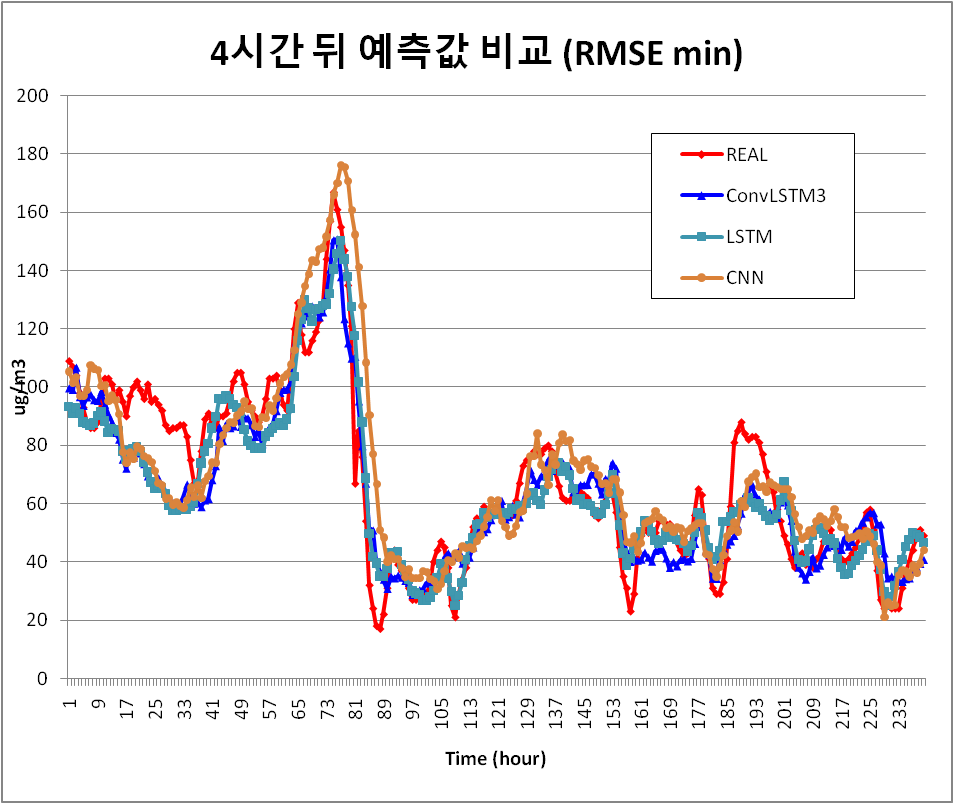 4시간 뒤 예측값 비교 (RMSE min)
ug/m3
200
180
160
140
120
100
80
60
40
20
0
REAL
ConvLSTM3
LSTM
CNN
1 9 17 25 33 41 49 57 65 73 81 89 97 105 113 121 129 137 145 153 161 169 177 185 193 201 209 217 225 233
Time (hour)